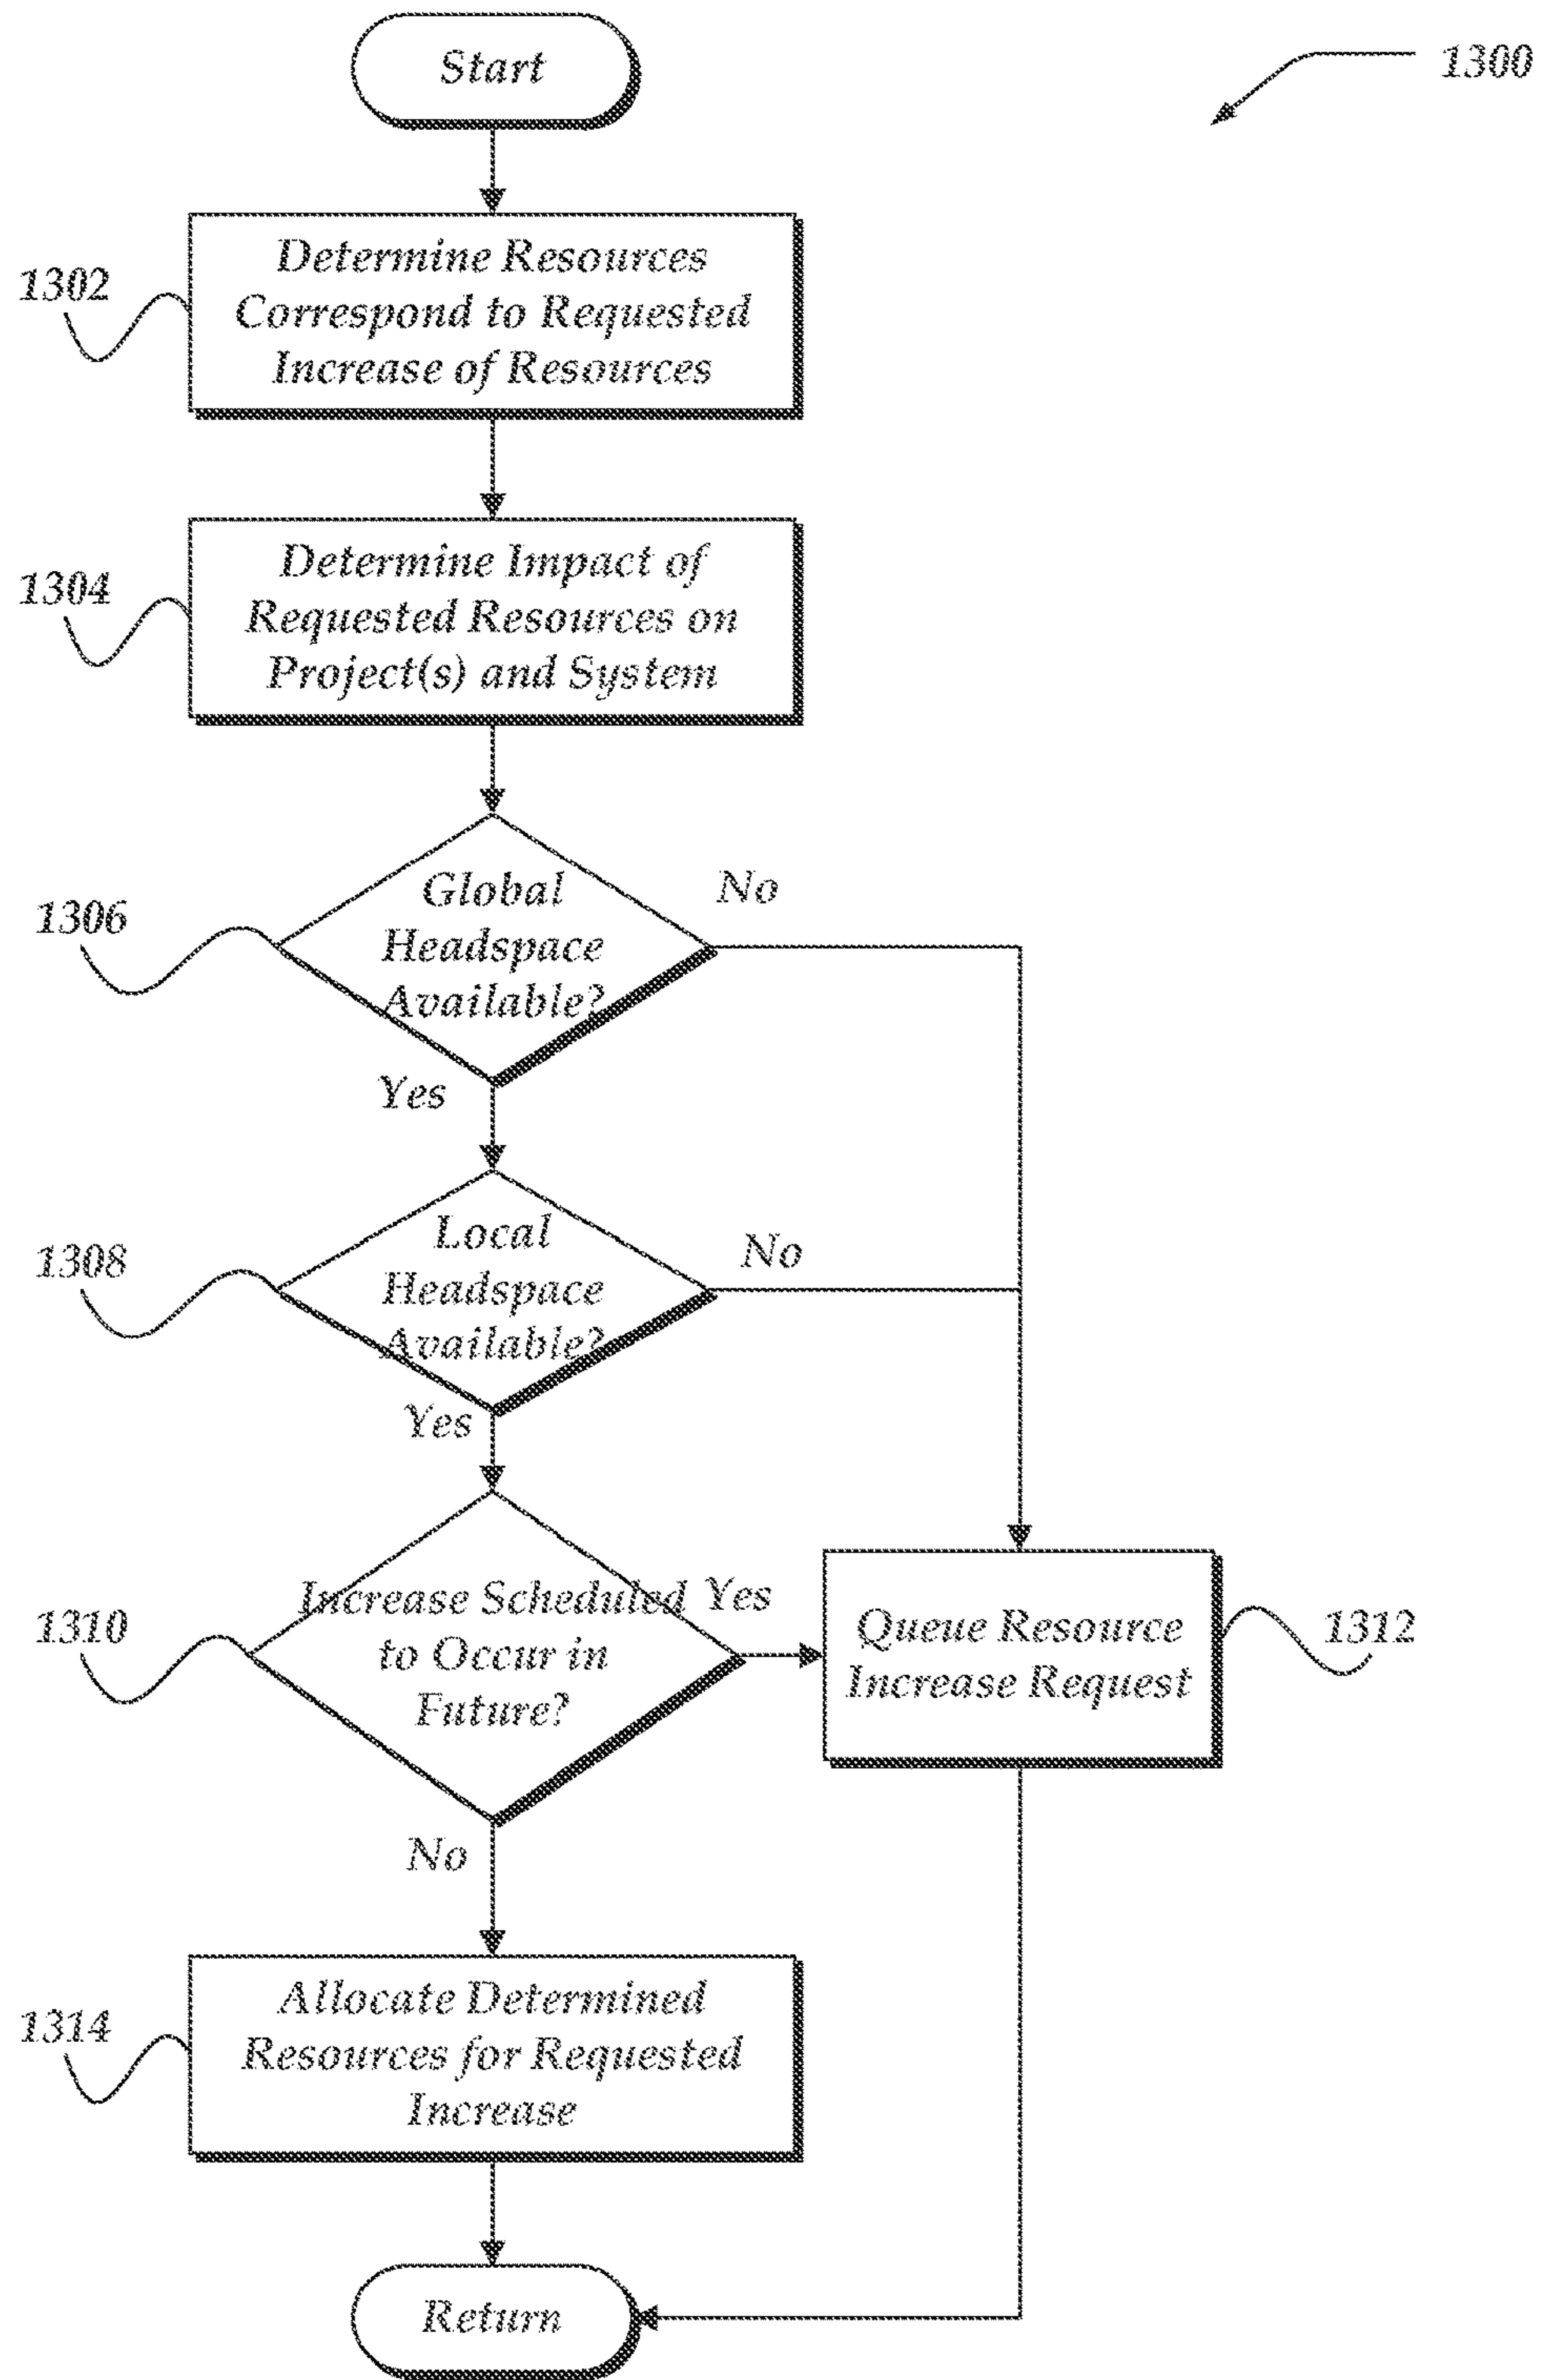 Start
1300
1302
Determine Resources
Correspond to Requested
Increase of Resources
1304
Determine Impact of
Requested Resources on
Project(s) and System
1306
Global
Headspace
Available?
No
Yes
1308
Local
Headspace
Available?
No
Yes
1310
Increase Scheduled
to Occur in
Future?
Yes
Queue Resource
Increase Request
1312
No
1314
Allocate Determined
Resources for Requested
Increase
Return